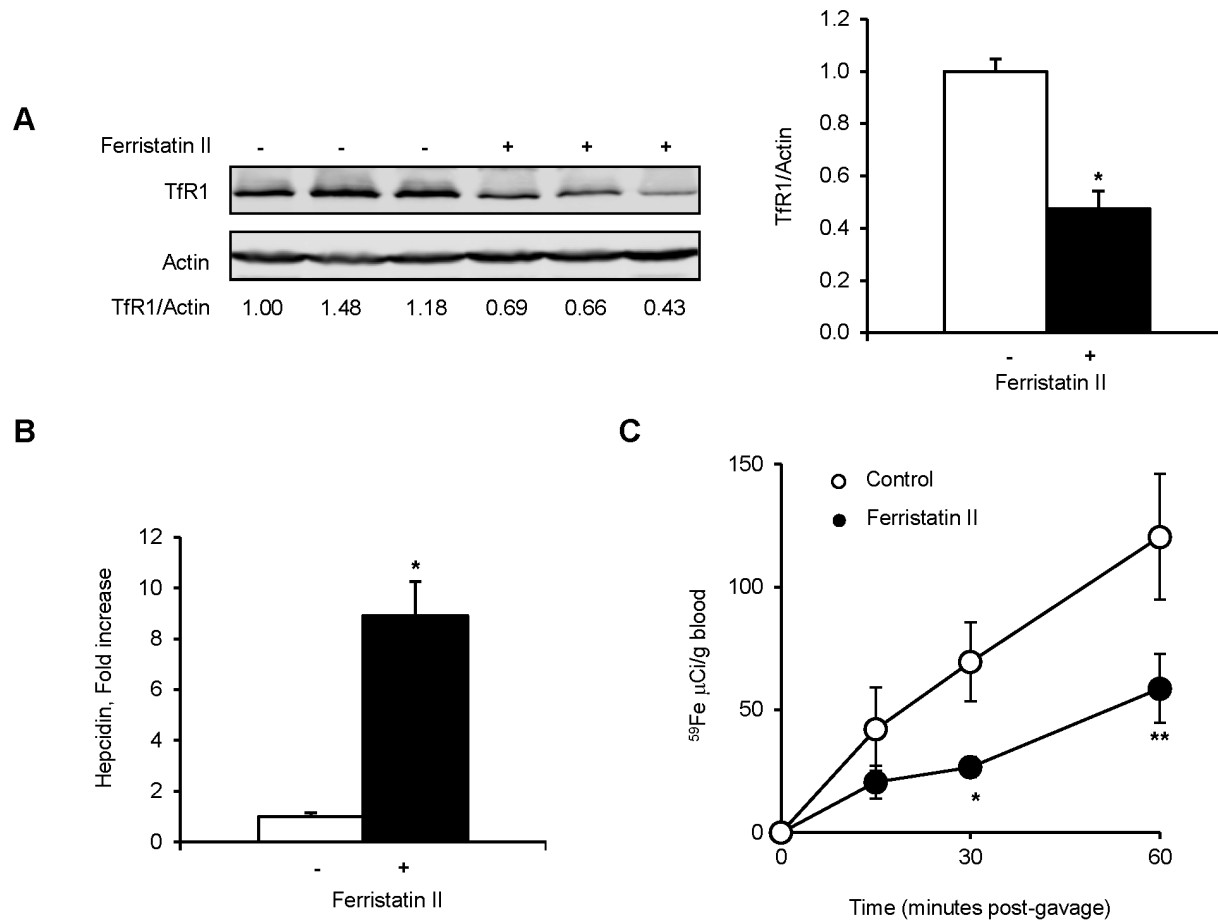 A
Ferristatin II - - - + + +
TfR1
Actin
TfR1/Actin 1.00 1.48 1.18 0.69 0.66 0.43
TfR1/Actin
1.2
1.0
0.8
0.6
0.4
0.2
0.0
*
- +
Ferristatin II
B
Hepcidin, Fold increase
12
10
8
6
4
2
0
*
- +
Ferristatin II
C
Control
Ferristatin II
⁵⁹Fe μCi/g blood
150
100
50
0
*
**
0 30 60
Time (minutes post-gavage)